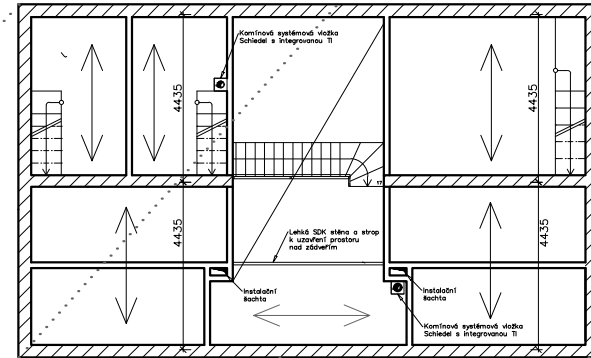 Komínová systémová vložka
Schiedel s integrovanou TI
4435
4435
17
4435
4435
Lehká SDK stěna a strop
k uzavření prostoru
nad zádveřím
Instalační
šachta
Instalační
šachta
Komínová systémová vložka
Schiedel s integrovanou TI